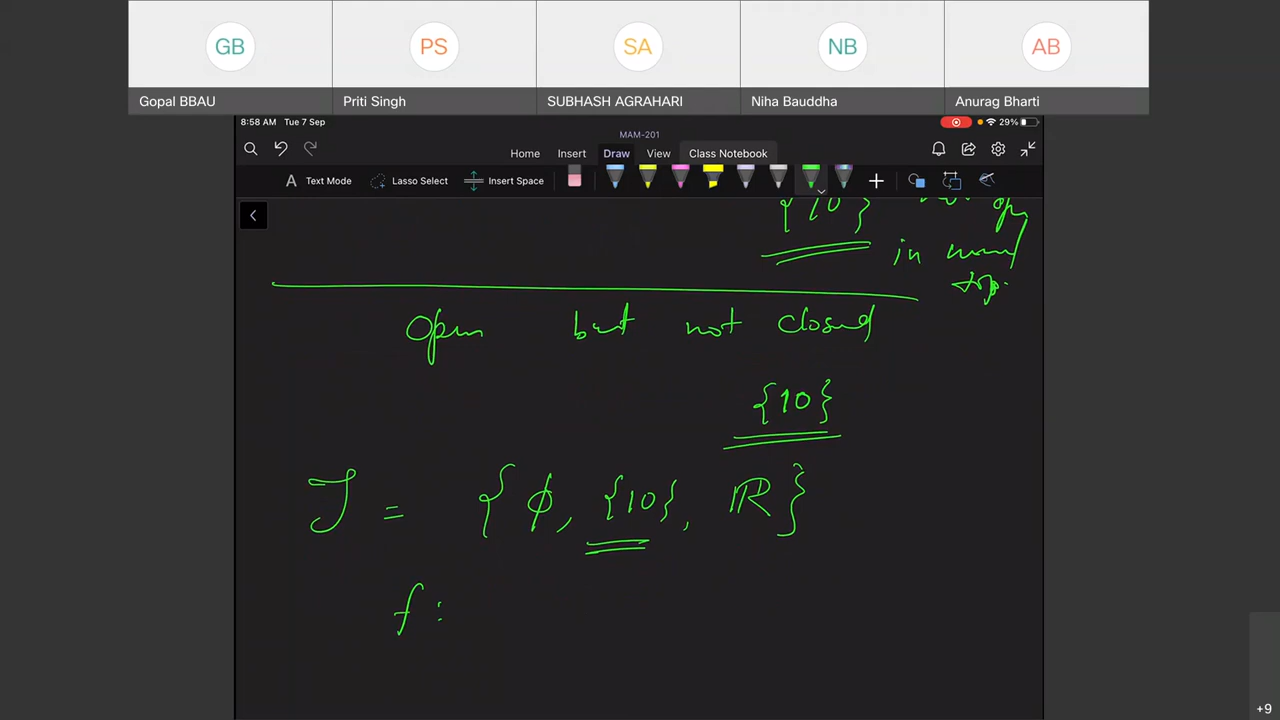 GB PS SA NB AB
Gopal BBAU Priti Singh SUBHASH AGRAHARI Niha Bauddha Anurag Bharti
8:58 AM Tue 7 Sep 29%
MAM-201
Home Insert Draw View Class Notebook
A Text Mode Lasso Select Insert Space
{10}
in
top.
open but not closed
{10}
J = { ϕ, {10}, ℝ }
f :
+9